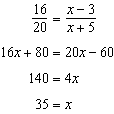 16/20 = x − 3/x + 5
16x + 80 = 20x − 60
140 = 4x
35 = x